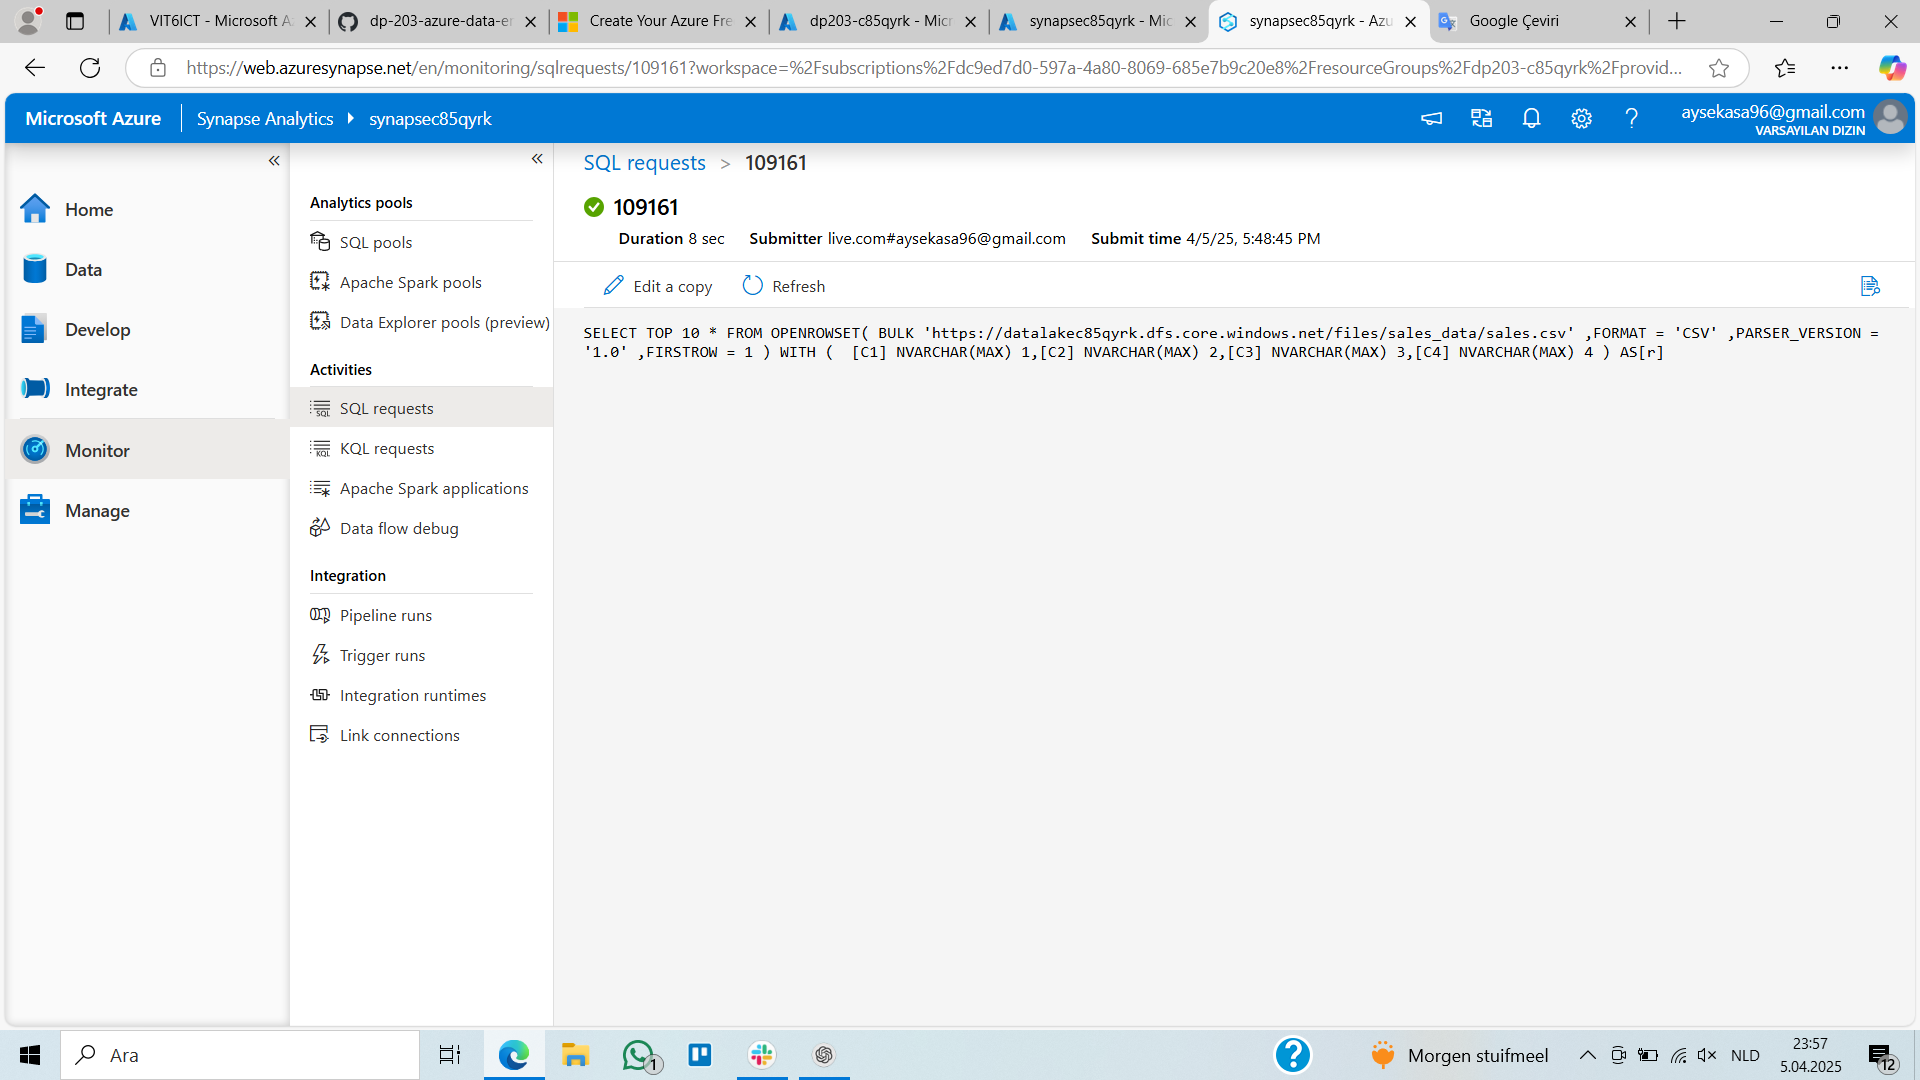 VIT6ICT - Microsoft A
dp-203-azure-data-er
Create Your Azure Fre
dp203-c85qyrk - Micr
synapsec85qyrk - Mic
synapsec85qyrk - Azu
Google Çeviri
https://web.azuresynapse.net/en/monitoring/sqlrequests/109161?workspace=%2Fsubscriptions%2Fdc9ed7d0-597a-4a80-8069-685e7b9c20e8%2FresourceGroups%2Fdp203-c85qyrk%2Fprovid...
Microsoft Azure
Synapse Analytics
synapsec85qyrk
aysekasa96@gmail.com
VARSAYILAN DIZIN
Home
Data
Develop
Integrate
Monitor
Manage
Analytics pools
SQL pools
Apache Spark pools
Data Explorer pools (preview)
Activities
SQL requests
KQL requests
Apache Spark applications
Data flow debug
Integration
Pipeline runs
Trigger runs
Integration runtimes
Link connections
SQL requests > 109161
109161
Duration 8 sec Submitter live.com#aysekasa96@gmail.com Submit time 4/5/25, 5:48:45 PM
Edit a copy
Refresh
SELECT TOP 10 * FROM OPENROWSET( BULK 'https://datalakec85qyrk.dfs.core.windows.net/files/sales_data/sales.csv' ,FORMAT = 'CSV' ,PARSER_VERSION =
'1.0' ,FIRSTROW = 1 ) WITH (  [C1] NVARCHAR(MAX) 1,[C2] NVARCHAR(MAX) 2,[C3] NVARCHAR(MAX) 3,[C4] NVARCHAR(MAX) 4 ) AS[r]
Ara
1
Morgen stuifmeel
NLD
23:57
5.04.2025
12